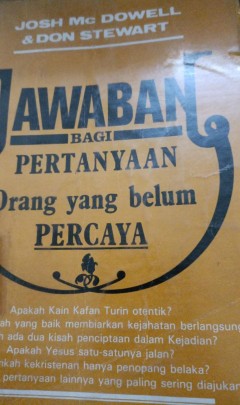 JOSH Mc DOWELL
& DON STEWART
JAWABAN
BAGI
PERTANYAAN
Orang yang belum
PERCAYA
Apakah Kain Kafan Turin otentik?
yang baik membiarkan kejahatan berlangsung
ada dua kisah penciptaan dalam Kejadian?
Apakah Yesus satu-satunya jalan?
kekristenan hanya penopang belaka?
pertanyaan lainnya yang paling sering diajukan